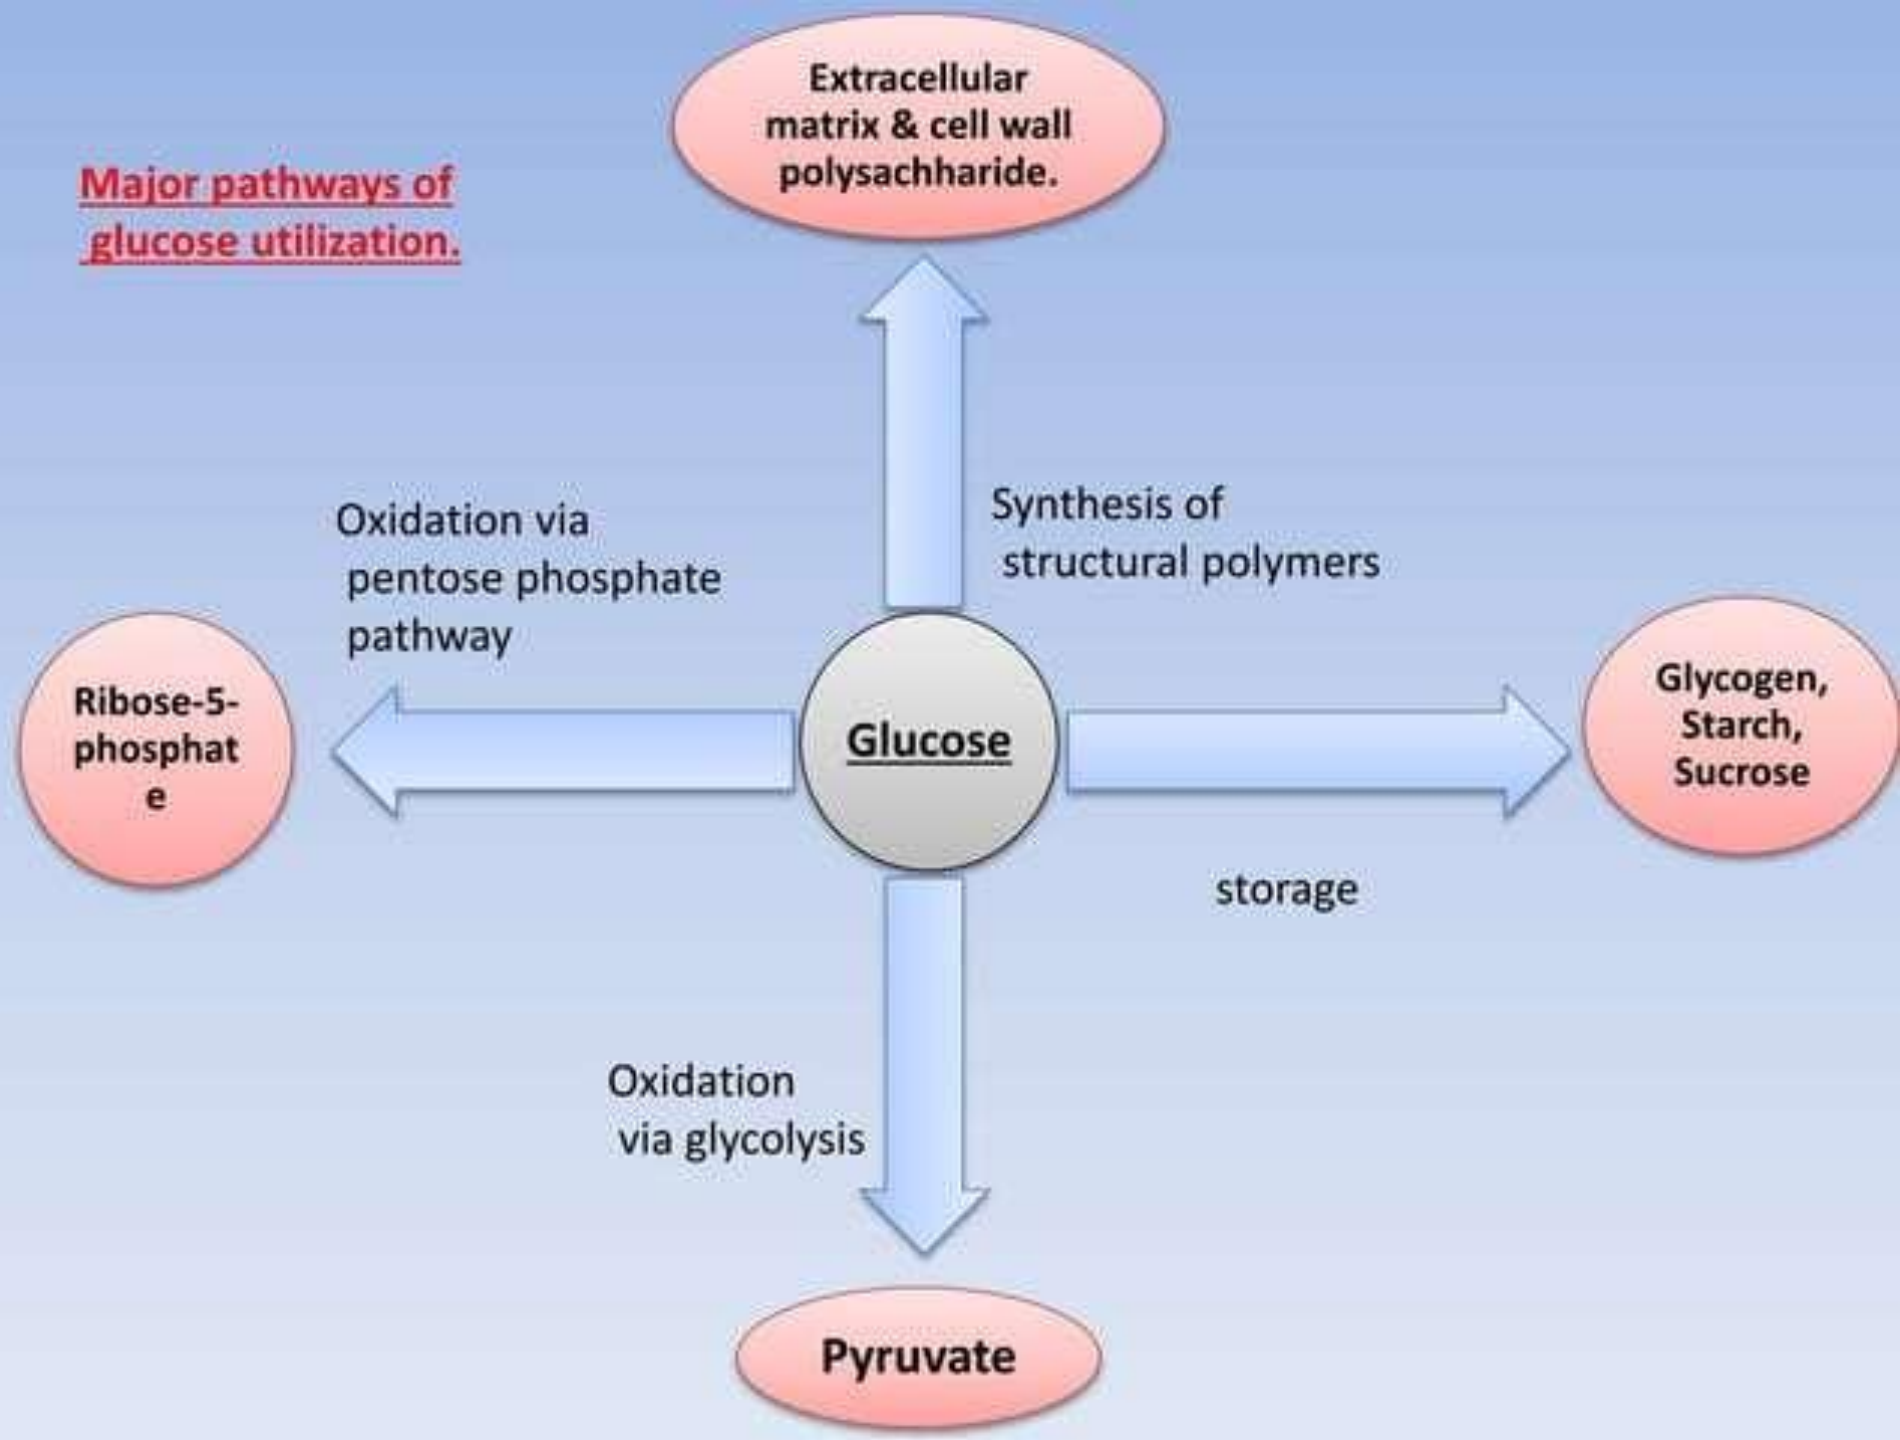 Extracellular
matrix & cell wall
polysachharide.
Major pathways of
glucose utilization.
Synthesis of
structural polymers
Oxidation via
pentose phosphate
pathway
Ribose-5-
phosphat
e
Glucose
Glycogen,
Starch,
Sucrose
storage
Oxidation
via glycolysis
Pyruvate